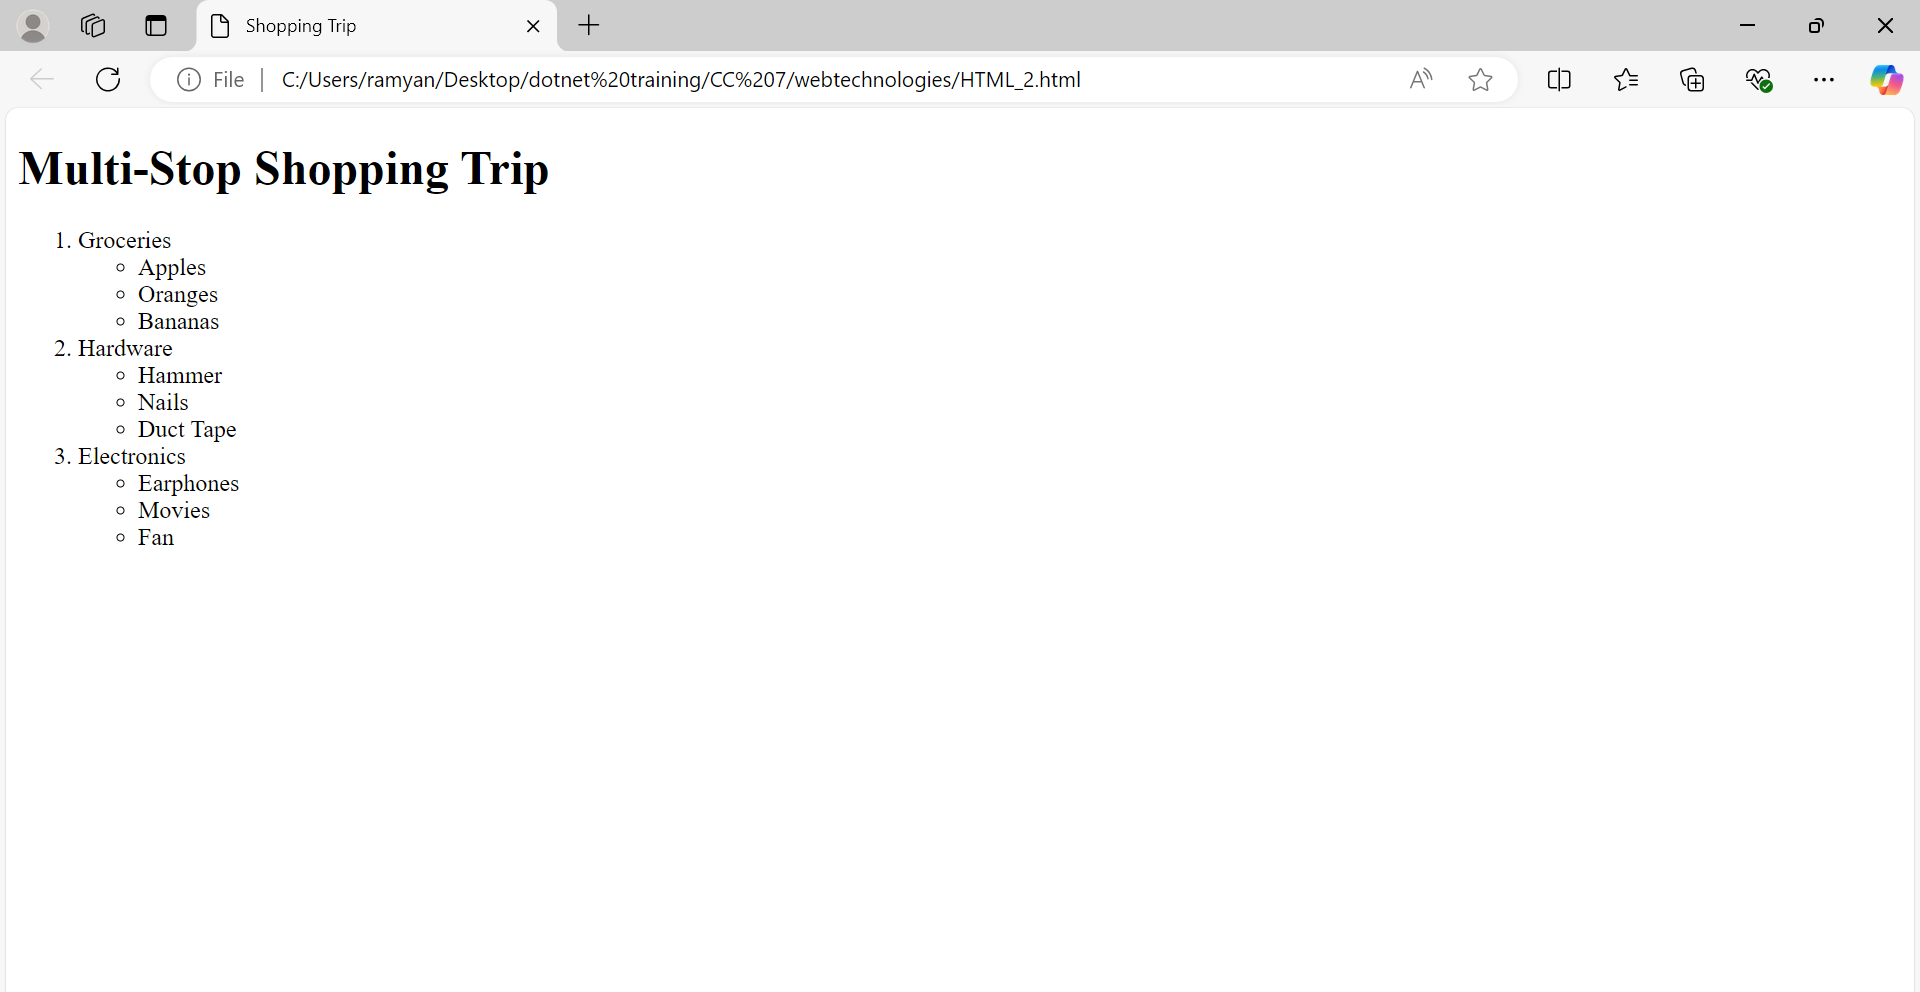 Shopping Trip
File
C:/Users/ramyan/Desktop/dotnet%20training/CC%207/webtechnologies/HTML_2.html
Multi-Stop Shopping Trip
1. Groceries
Apples
Oranges
Bananas
2. Hardware
Hammer
Nails
Duct Tape
3. Electronics
Earphones
Movies
Fan